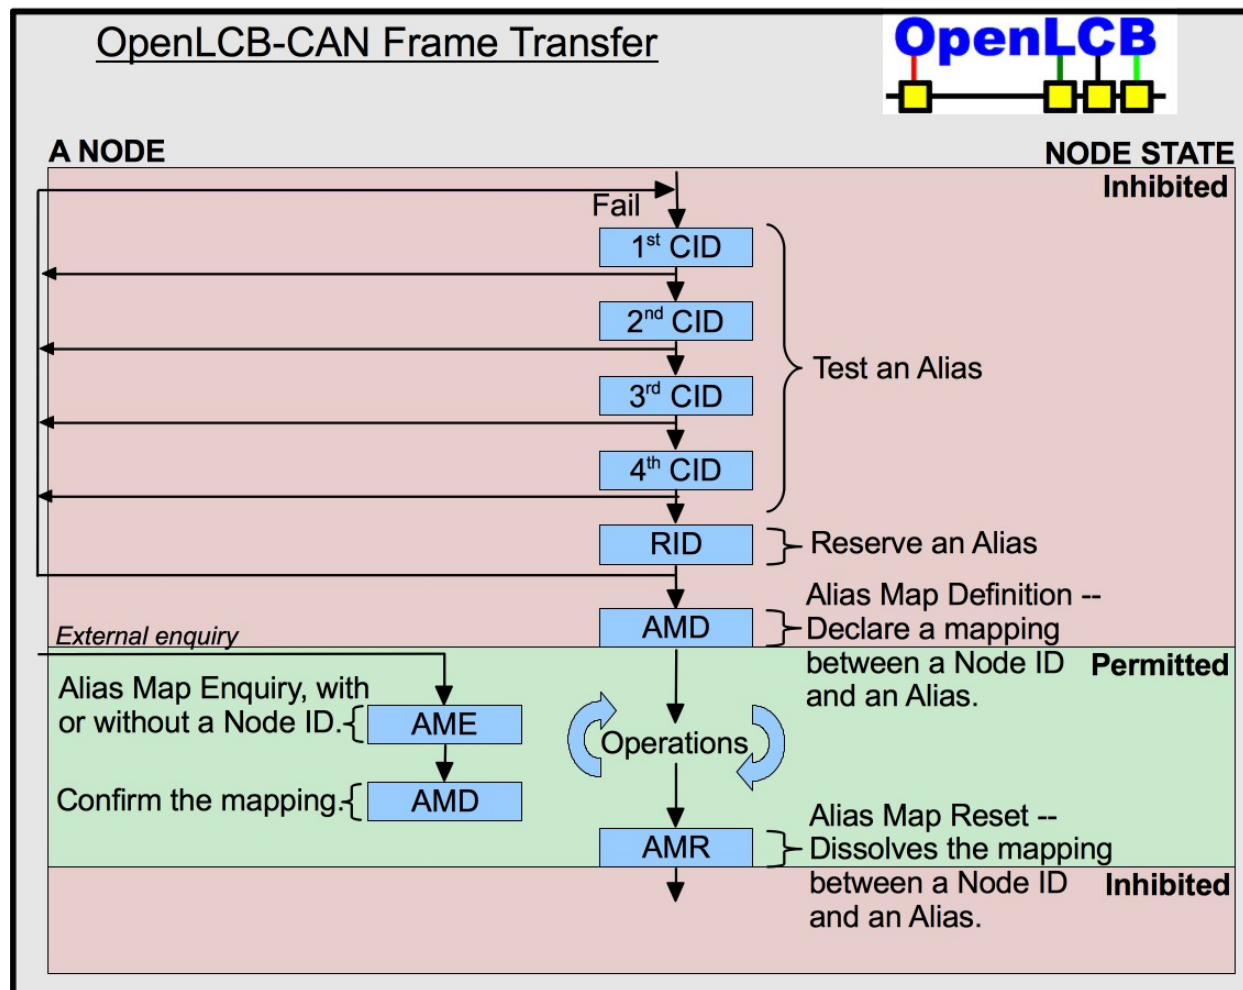 OpenLCB-CAN Frame Transfer
OpenLCB
A NODE
NODE STATE
Inhibited
Fail
1st CID
2nd CID
3rd CID
4th CID
Test an Alias
RID
Reserve an Alias
AMD
Alias Map Definition --
Declare a mapping
between a Node ID
and an Alias.
External enquiry
Permitted
Alias Map Enquiry, with
or without a Node ID.
AME
Operations
Confirm the mapping.
AMD
AMR
Alias Map Reset --
Dissolves the mapping
between a Node ID
and an Alias.
Inhibited